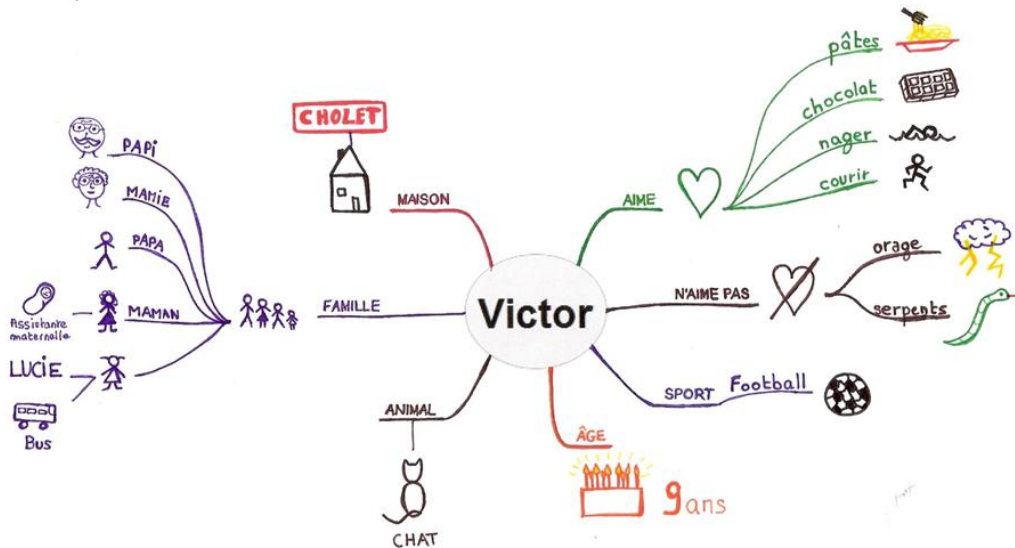 Victor
AIME
pâtes
chocolat
nager
courir
N'AIME PAS
orage
serpents
SPORT
Football
ÂGE
9 ans
ANIMAL
CHAT
FAMILLE
PAPI
MAMIE
PAPA
MAMAN
Assistante
maternelle
LUCIE
Bus
MAISON
CHOLET